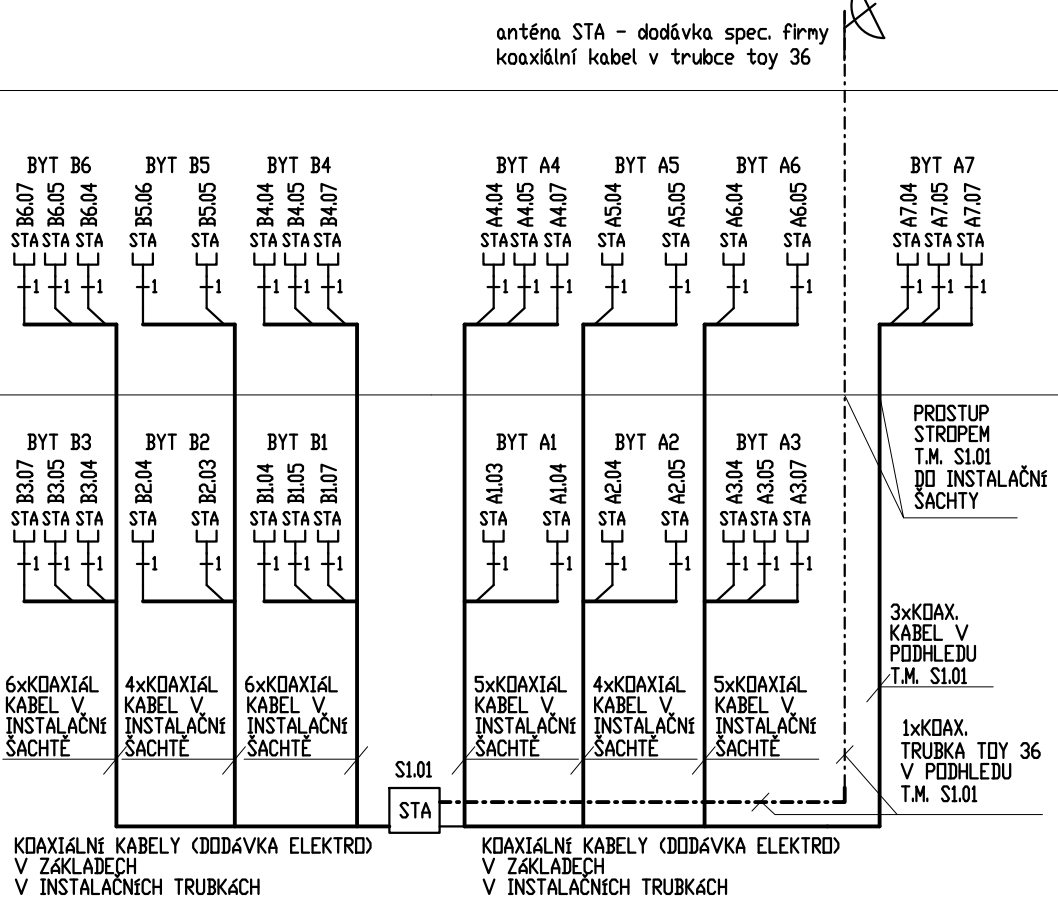 anténa STA - dodávka spec. firmy
koaxiální kabel v trubce toy 36
BYT B6
BYT B5
BYT B4
BYT A4
BYT A5
BYT A6
BYT A7
B6.07
B6.05
B6.04
B5.06
B5.05
B4.04
B4.05
B4.07
A4.04
A4.05
A4.07
A5.04
A5.05
A6.04
A6.05
A7.04
A7.05
A7.07
STA STA STA STA STA STA STA STA STA STA STA STA STA STA STA STA STA STA
1 1 1 1 1 1 1 1 1 1 1 1 1 1 1 1 1 1
PROSTUP
STROPEM
T.M. S1.01
DO INSTALAČNÍ
ŠACHTY
BYT B3
BYT B2
BYT B1
BYT A1
BYT A2
BYT A3
B3.07
B3.05
B3.04
B2.04
B2.03
B1.04
B1.05
B1.07
A1.03
A1.04
A2.04
A2.05
A3.04
A3.05
A3.07
STA STA STA STA STA STA STA STA STA STA STA STA STA STA STA
1 1 1 1 1 1 1 1 1 1 1 1 1 1 1
3xKOAX.
KABEL V
PODHLEDU
T.M. S1.01
6xKOAXIáL
KABEL V
INSTALAČNÍ
ŠACHTĚ
4xKOAXIáL
KABEL V
INSTALAČNÍ
ŠACHTĚ
6xKOAXIáL
KABEL V
INSTALAČNÍ
ŠACHTĚ
5xKOAXIáL
KABEL V
INSTALAČNÍ
ŠACHTĚ
4xKOAXIáL
KABEL V
INSTALAČNÍ
ŠACHTĚ
5xKOAXIáL
KABEL V
INSTALAČNÍ
ŠACHTĚ
1xKOAX.
TRUBKA TOY 36
V PODHLEDU
T.M. S1.01
S1.01
STA
KOAXIáLNÍ KABELY (DODáVKA ELEKTRO)
V ZáKLADECH
V INSTALAČNÍCH TRUBKáCH
KOAXIáLNÍ KABELY (DODáVKA ELEKTRO)
V ZáKLADECH
V INSTALAČNÍCH TRUBKáCH